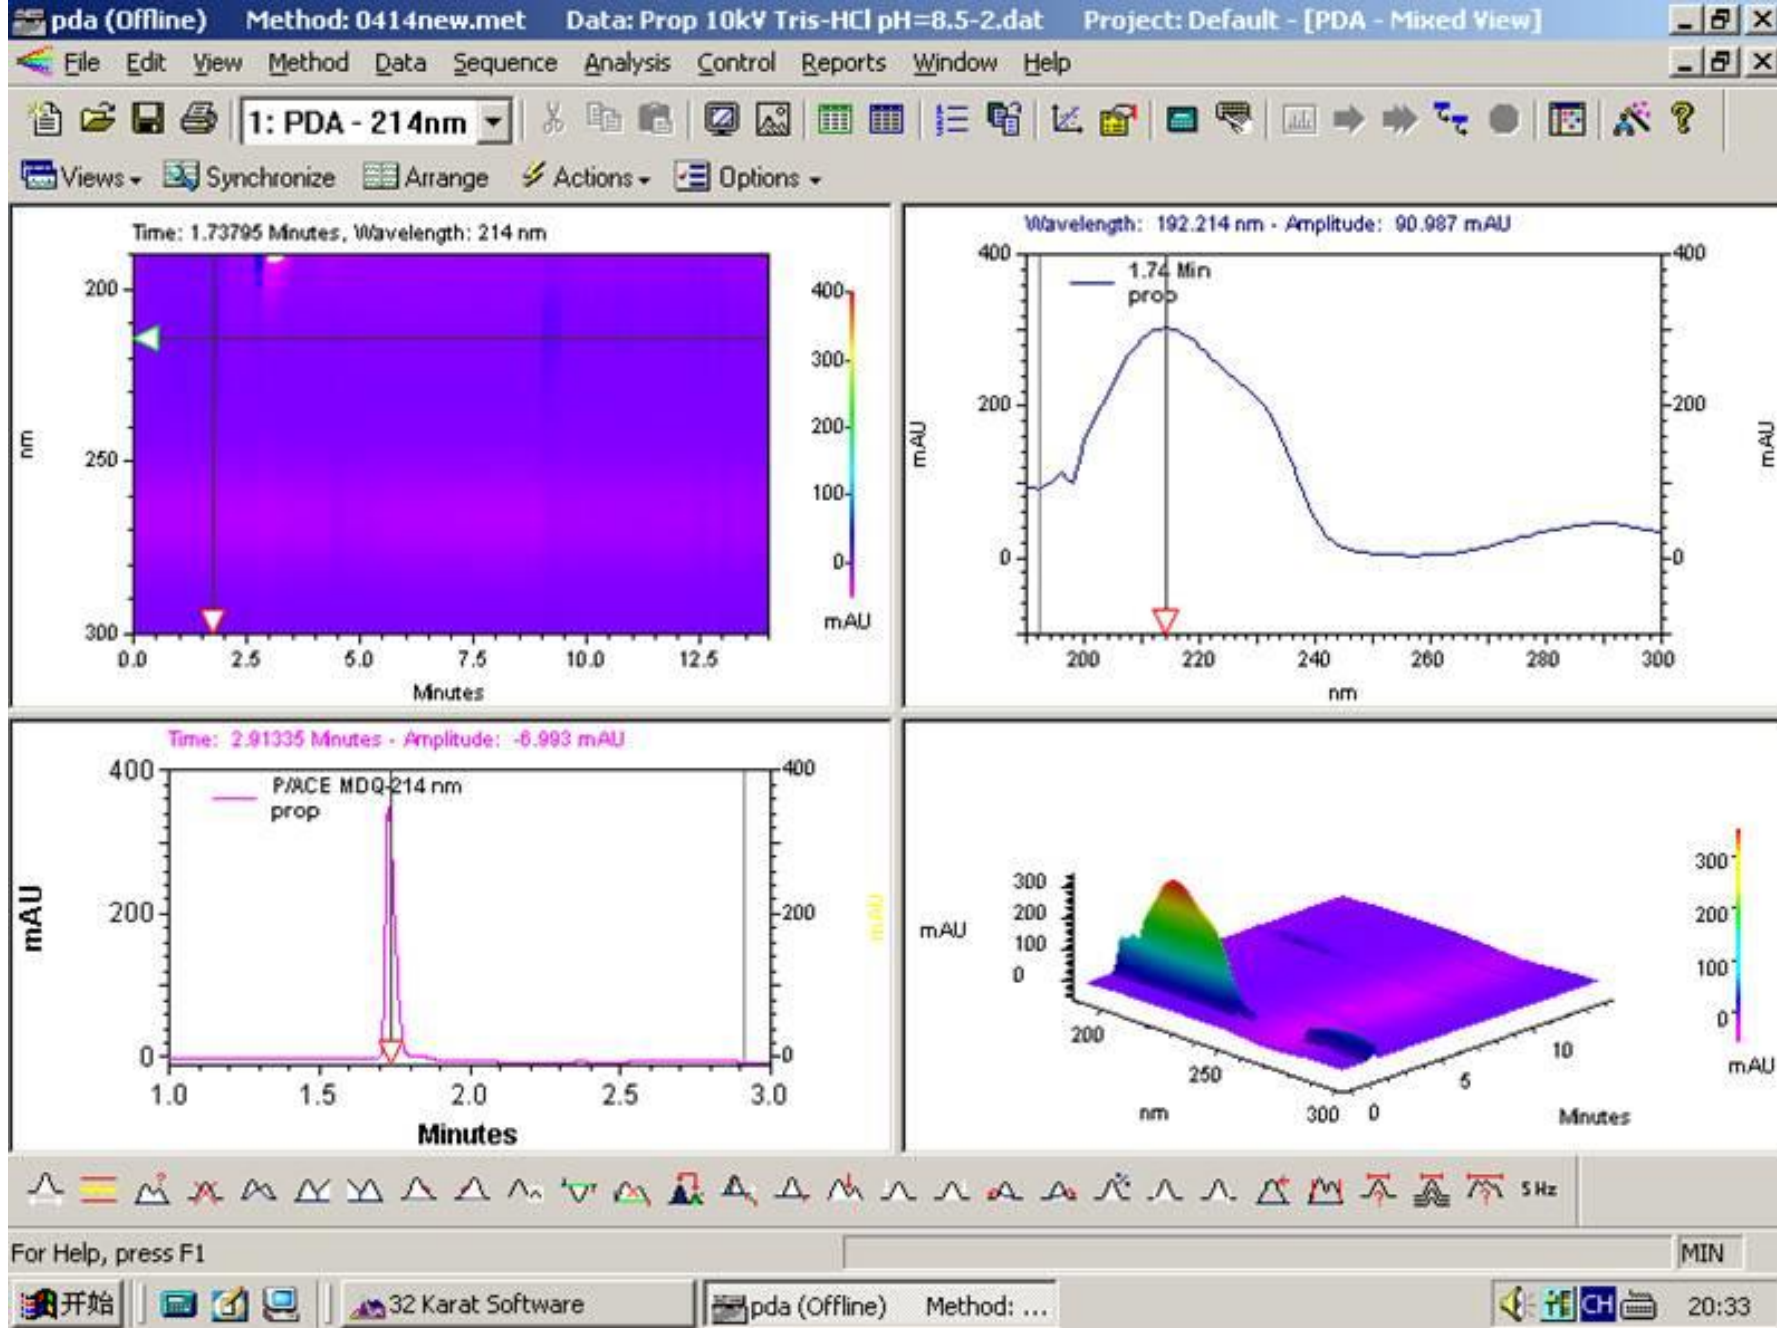 pda (Offline) Method: 0414new.met Data: Prop 10kV Tris-HCl pH=8.5-2.dat Project: Default - [PDA - Mixed View]
File Edit View Method Data Sequence Analysis Control Reports Window Help
1: PDA - 214nm
Views Synchronize Arrange Actions Options
Time: 1.73795 Minutes, Wavelength: 214 nm
200
250
300
nm
0.0 2.5 5.0 7.5 10.0 12.5
Minutes
400
300
200
100
0
mAU
Wavelength: 192.214 nm - Amplitude: 90.987 mAU
1.74 Min
prop
400
200
0
mAU
400
200
0
mAU
200 220 240 260 280 300
nm
Time: 2.91335 Minutes - Amplitude: -6.993 mAU
P/ACE MDQ-214 nm
prop
400
200
0
mAU
400
200
0
mAU
1.0 1.5 2.0 2.5 3.0
Minutes
300
200
100
0
mAU
200
250
300
nm
0
5
10
Minutes
300
200
100
0
mAU
5 Hz
For Help, press F1
MIN
开始 32 Karat Software pda (Offline) Method: ... CH 20:33